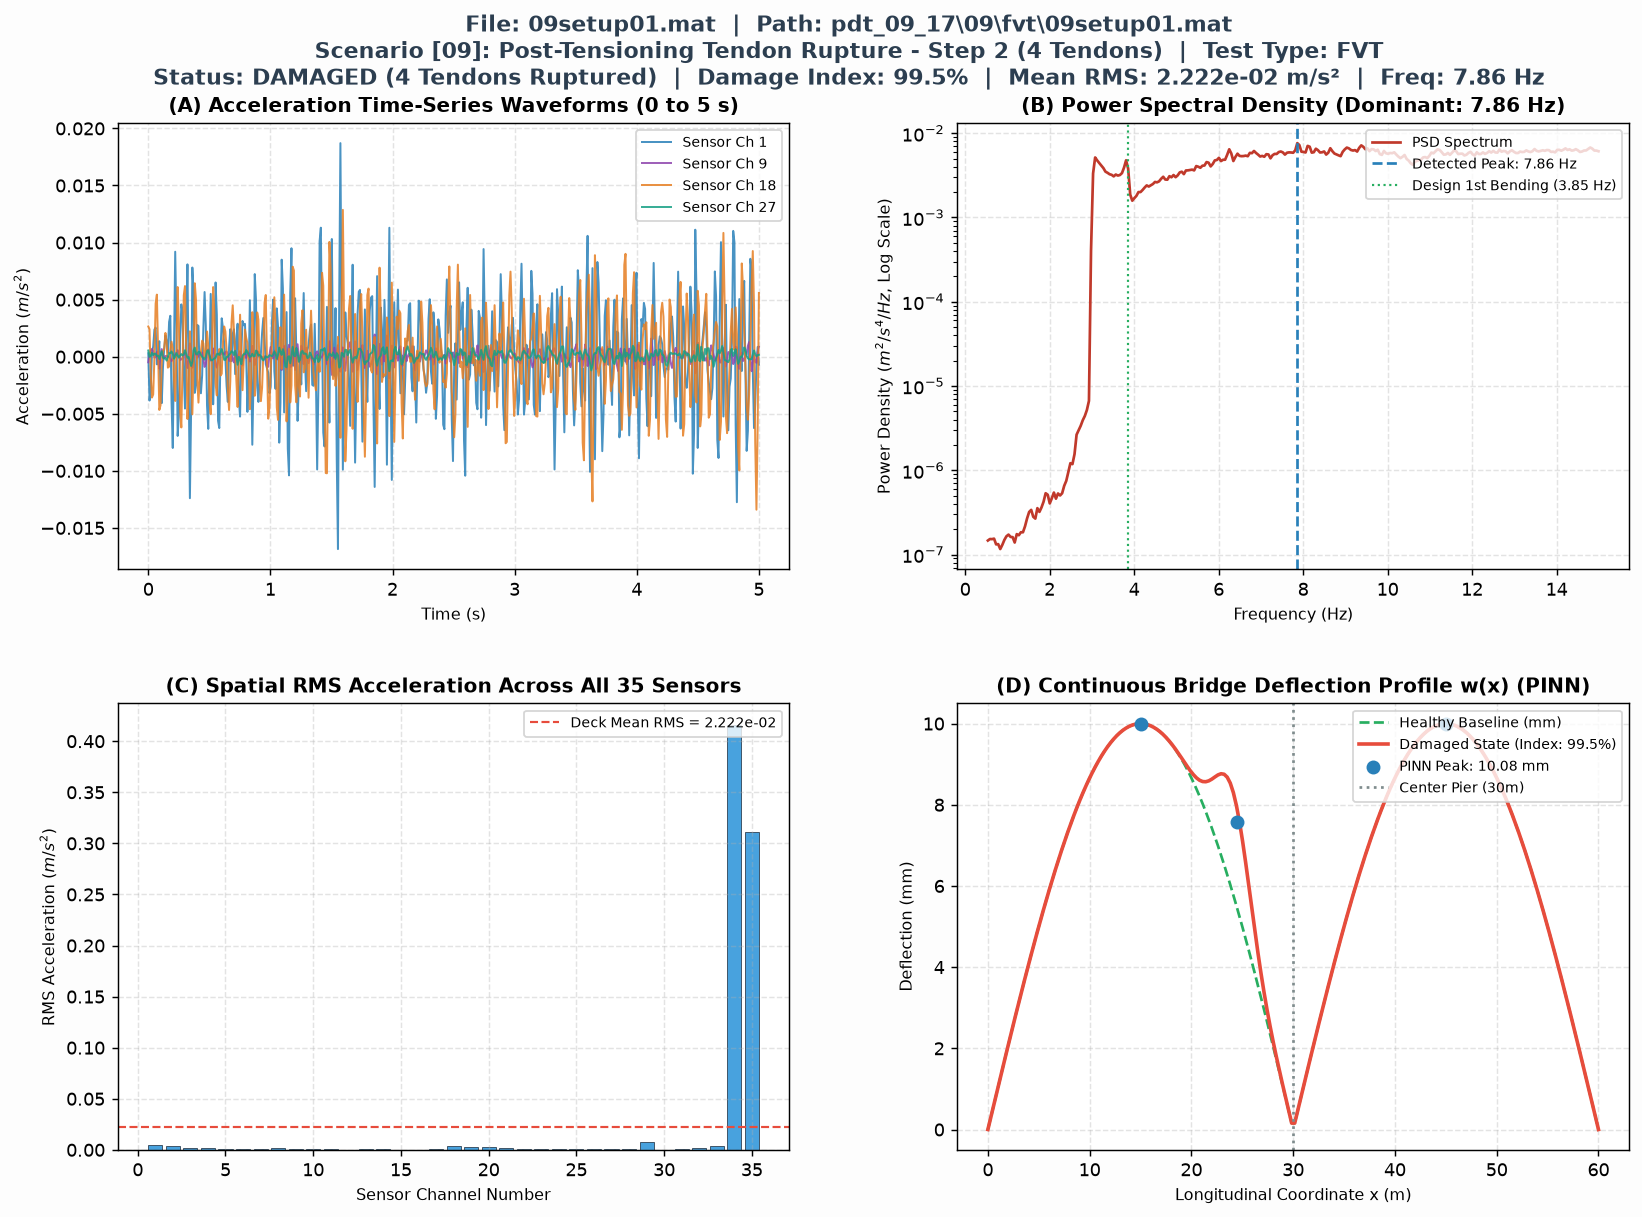 File: 09setup01.mat | Path: pdt_09_17\09\fvt\09setup01.mat
Scenario [09]: Post-Tensioning Tendon Rupture - Step 2 (4 Tendons) | Test Type: FVT
Status: DAMAGED (4 Tendons Ruptured) | Damage Index: 99.5% | Mean RMS: 2.222e-02 m/s² | Freq: 7.86 Hz
(A) Acceleration Time-Series Waveforms (0 to 5 s)
Acceleration (m/s²)
0.020
0.015
0.010
0.005
0.000
−0.005
−0.010
−0.015
Sensor Ch 1
Sensor Ch 9
Sensor Ch 18
Sensor Ch 27
0 1 2 3 4 5
Time (s)
(B) Power Spectral Density (Dominant: 7.86 Hz)
Power Density (m²/s⁴/Hz, Log Scale)
10⁻²
10⁻³
10⁻⁴
10⁻⁵
10⁻⁶
10⁻⁷
PSD Spectrum
Detected Peak: 7.86 Hz
Design 1st Bending (3.85 Hz)
0 2 4 6 8 10 12 14
Frequency (Hz)
(C) Spatial RMS Acceleration Across All 35 Sensors
RMS Acceleration (m/s²)
0.40
0.35
0.30
0.25
0.20
0.15
0.10
0.05
0.00
Deck Mean RMS = 2.222e-02
0 5 10 15 20 25 30 35
Sensor Channel Number
(D) Continuous Bridge Deflection Profile w(x) (PINN)
Deflection (mm)
10
8
6
4
2
0
Healthy Baseline (mm)
Damaged State (Index: 99.5%)
PINN Peak: 10.08 mm
Center Pier (30m)
0 10 20 30 40 50 60
Longitudinal Coordinate x (m)